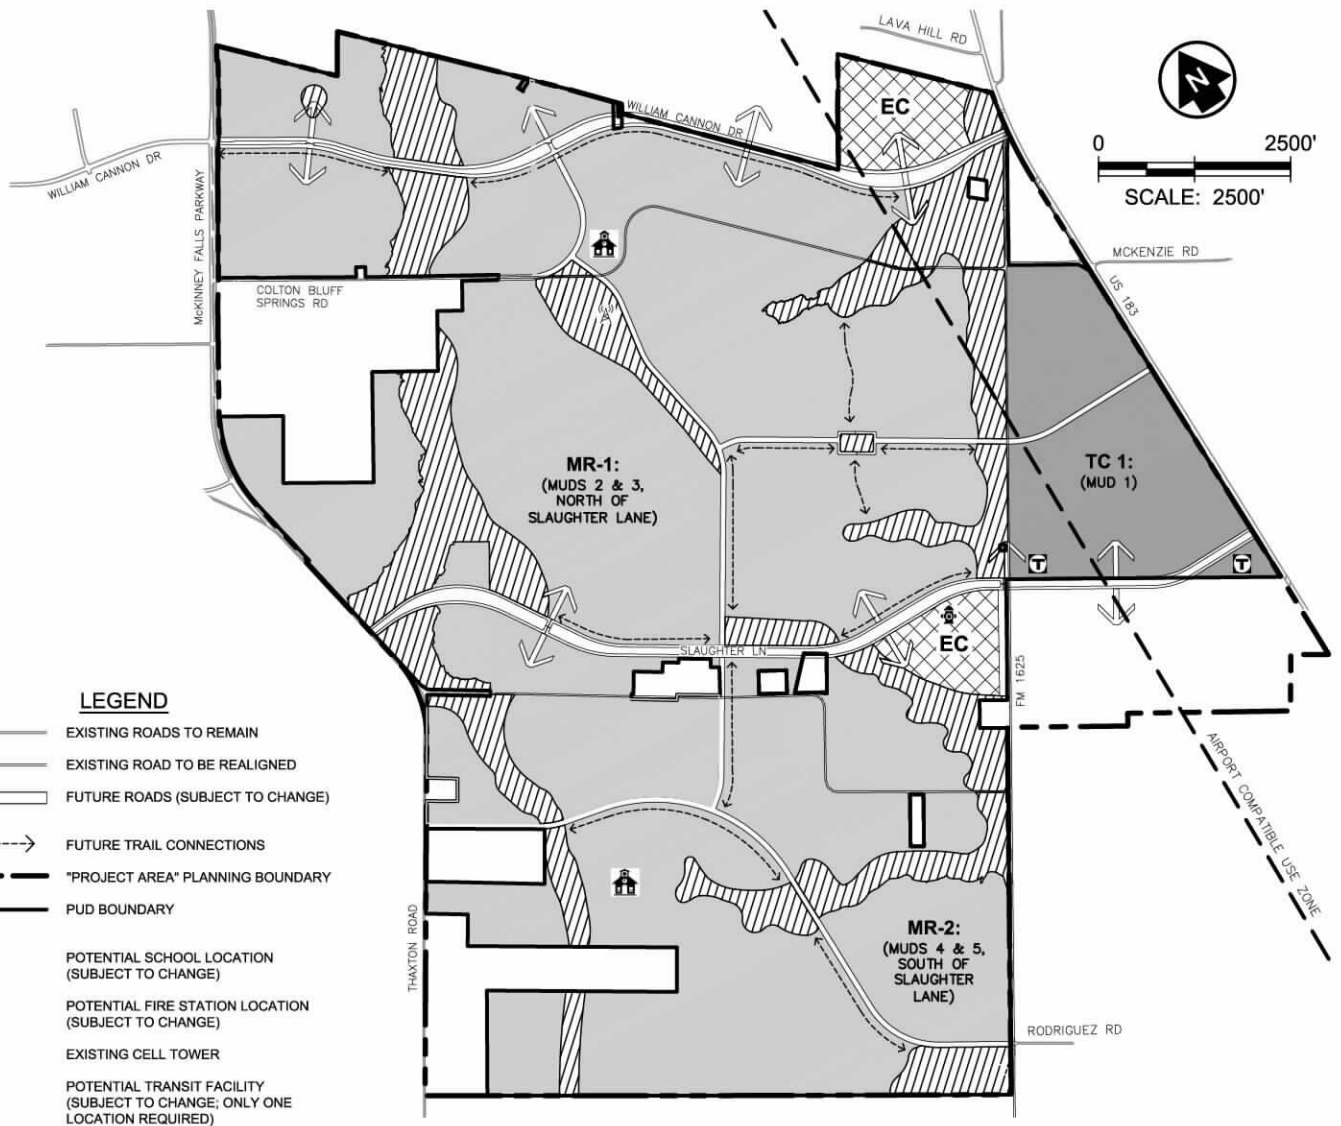 LAVA HILL RD
N
EC
WILLIAM CANNON DR
0 2500'
SCALE: 2500'
WILLIAM CANNON DR
McKINNEY FALLS PARKWAY
MCKENZIE RD
US 183
COLTON BLUFF
SPRINGS RD
MR-1:
(MUDS 2 & 3,
NORTH OF
SLAUGHTER LANE)
TC 1:
(MUD 1)
T
T
EC
SLAUGHTER LN
FM 1625
AIRPORT COMPATIBLE USE ZONE
THAXTON ROAD
MR-2:
(MUDS 4 & 5,
SOUTH OF
SLAUGHTER
LANE)
RODRIGUEZ RD
LEGEND
EXISTING ROADS TO REMAIN
EXISTING ROAD TO BE REALIGNED
FUTURE ROADS (SUBJECT TO CHANGE)
FUTURE TRAIL CONNECTIONS
"PROJECT AREA" PLANNING BOUNDARY
PUD BOUNDARY
POTENTIAL SCHOOL LOCATION
(SUBJECT TO CHANGE)
POTENTIAL FIRE STATION LOCATION
(SUBJECT TO CHANGE)
EXISTING CELL TOWER
POTENTIAL TRANSIT FACILITY
(SUBJECT TO CHANGE; ONLY ONE
LOCATION REQUIRED)